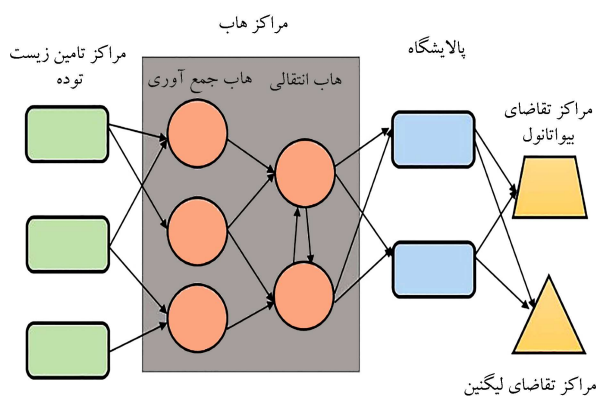 مراکز هاب
پالایشگاه
مراکز تامین زیست
توده
هاب جمع آوری
هاب انتقالی
مراکز تقاضای
بیواتانول
مراکز تقاضای لیگنین